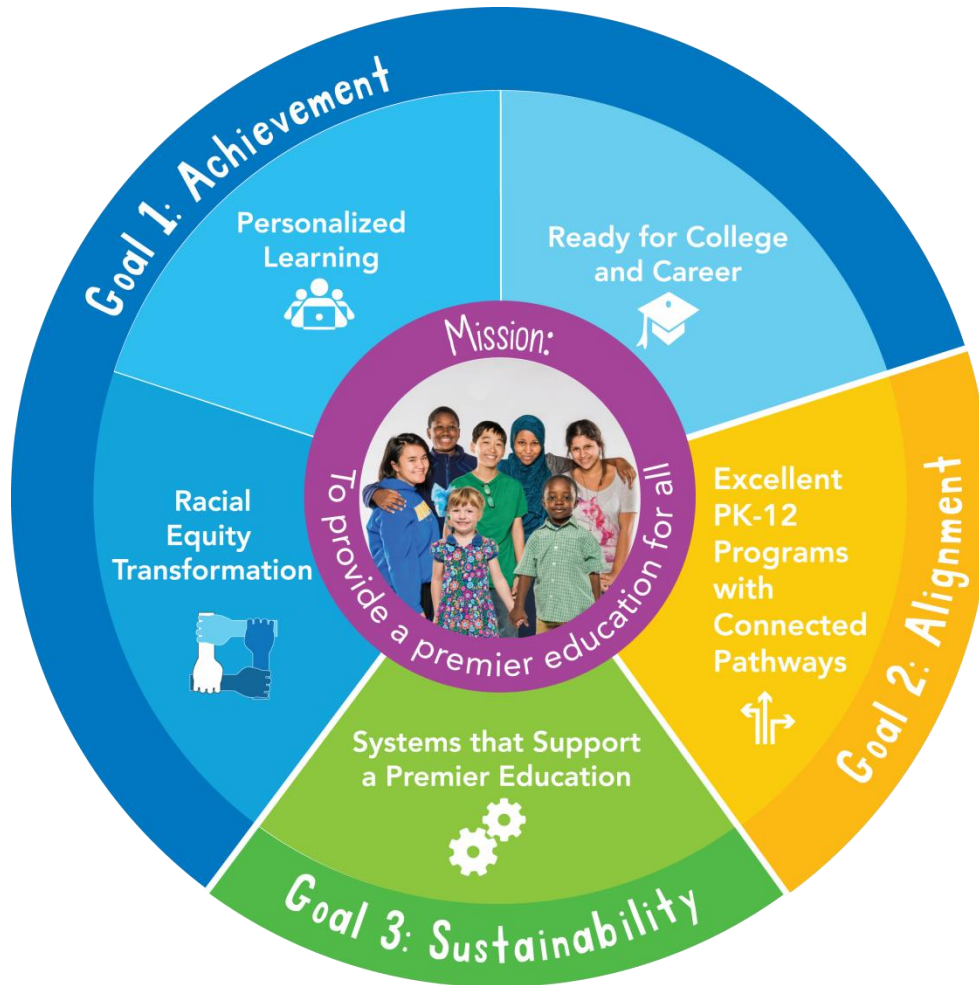 Goal 1: Achievement
Personalized
Learning
Ready for College
and Career
Mission:
To provide a premier education for all
Racial
Equity
Transformation
Excellent
PK-12
Programs
with
Connected
Pathways
Goal 2: Alignment
Systems that Support
a Premier Education
Goal 3: Sustainability